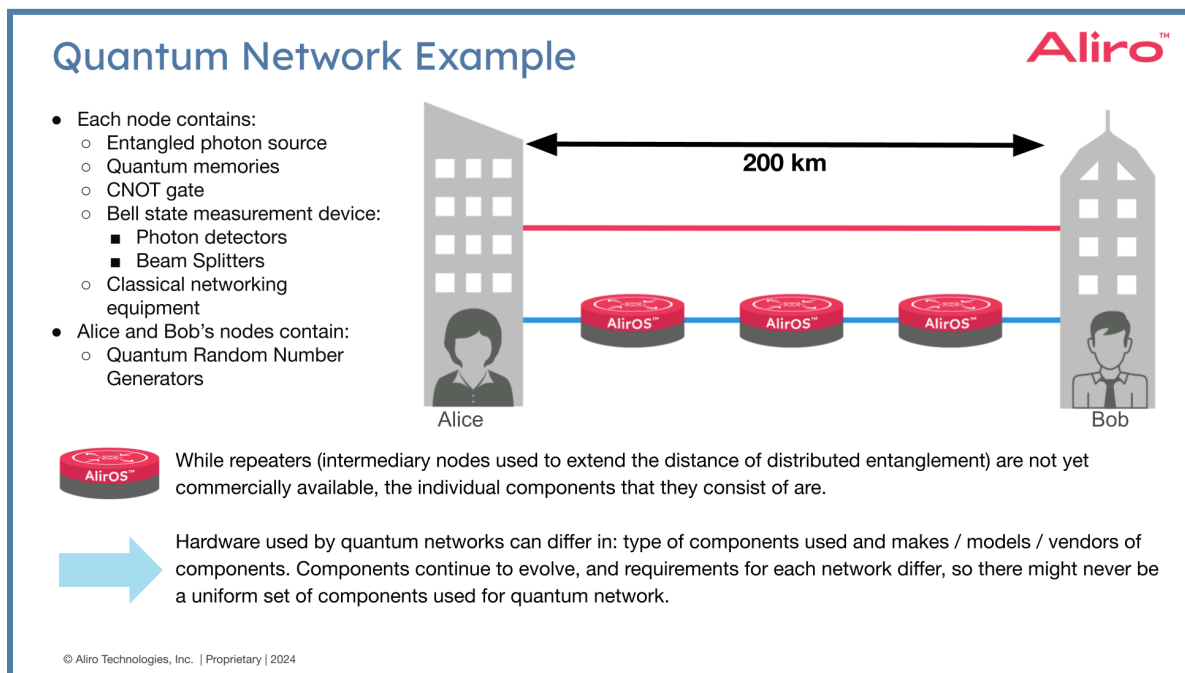 Quantum Network Example
Aliro™
● Each node contains:
○ Entangled photon source
○ Quantum memories
○ CNOT gate
○ Bell state measurement device:
■ Photon detectors
■ Beam Splitters
○ Classical networking
equipment
● Alice and Bob's nodes contain:
○ Quantum Random Number
Generators
200 km
AlirOS™
AlirOS™
AlirOS™
Alice
Bob
AlirOS™
While repeaters (intermediary nodes used to extend the distance of distributed entanglement) are not yet
commercially available, the individual components that they consist of are.
Hardware used by quantum networks can differ in: type of components used and makes / models / vendors of
components. Components continue to evolve, and requirements for each network differ, so there might never be
a uniform set of components used for quantum network.
© Aliro Technologies, Inc. | Proprietary | 2024